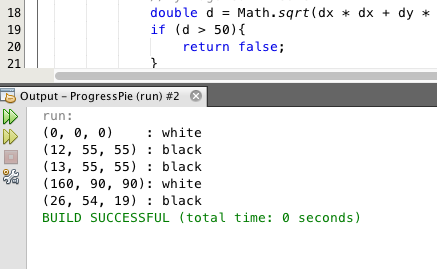 18 double d = Math.sqrt(dx * dx + dy *
19 if (d > 50){
20 return false;
21 }
Output – ProgressPie (run) #2
run:
(0, 0, 0)    : white
(12, 55, 55) : black
(13, 55, 55) : black
(160, 90, 90): white
(26, 54, 19) : black
BUILD SUCCESSFUL (total time: 0 seconds)